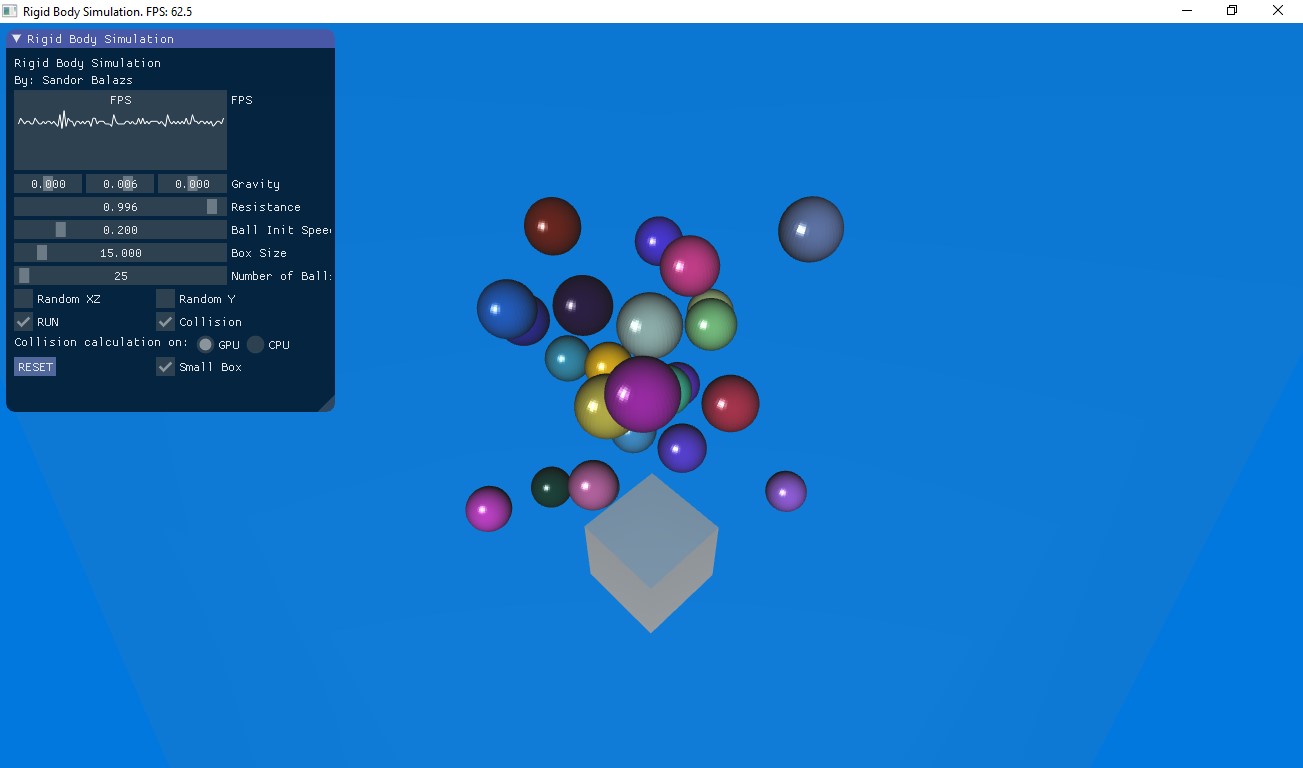 Rigid Body Simulation. FPS: 62.5
Rigid Body Simulation
Rigid Body Simulation
By: Sandor Balazs
FPS FPS
0.000 0.006 0.000 Gravity
0.996 Resistance
0.200 Ball Init Spee
15.000 Box Size
25 Number of Ball
Random XZ Random Y
RUN Collision
Collision calculation on: GPU CPU
RESET Small Box